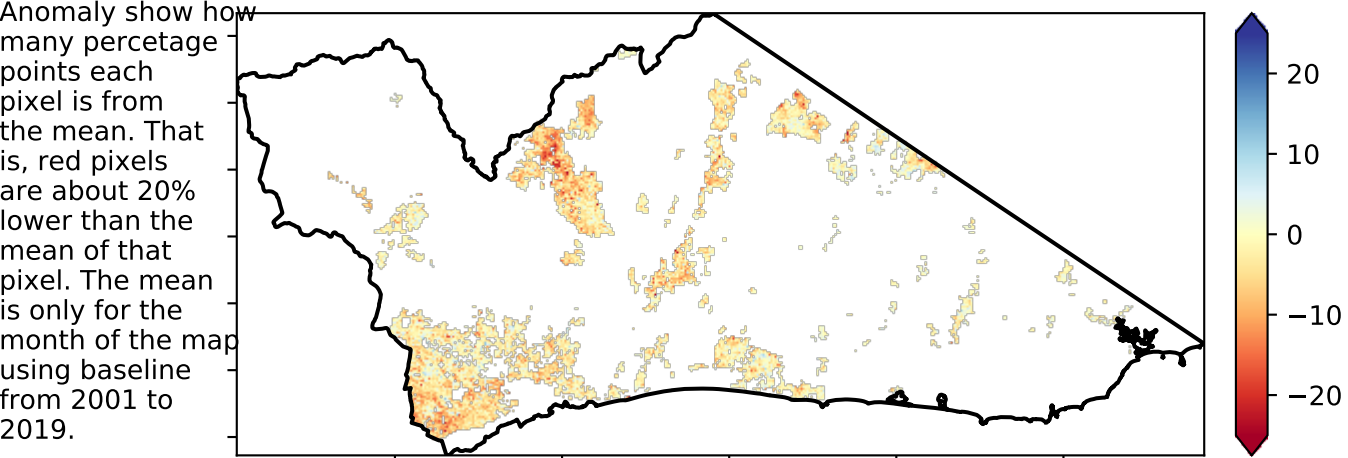 Anomaly show how
many percetage
points each
pixel is from
the mean. That
is, red pixels
are about 20%
lower than the
mean of that
pixel. The mean
is only for the
month of the map
using baseline
from 2001 to
2019.
20
10
0
−10
−20